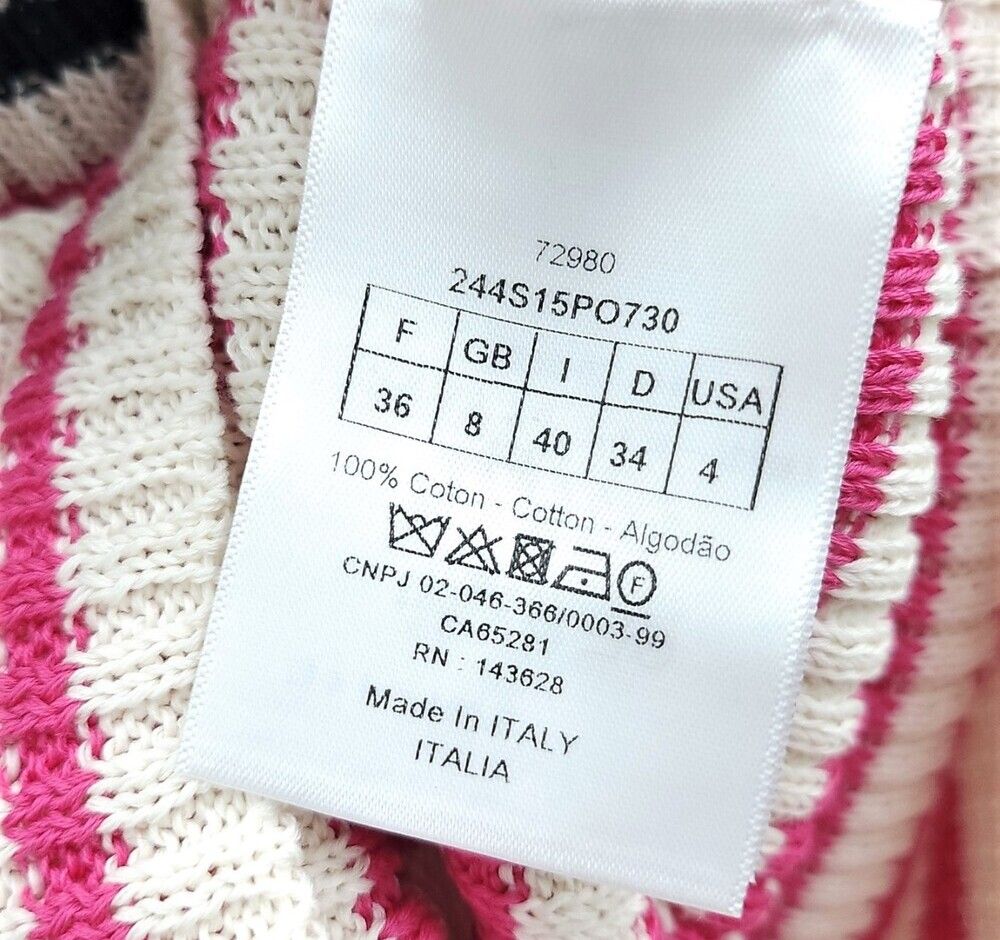 72980
244S15PO730
F GB I D USA
36 8 40 34 4
100% Coton - Cotton - Algodão
F
CNPJ 02-046-366/0003-99
CA65281
RN : 143628
Made In ITALY
ITALIA